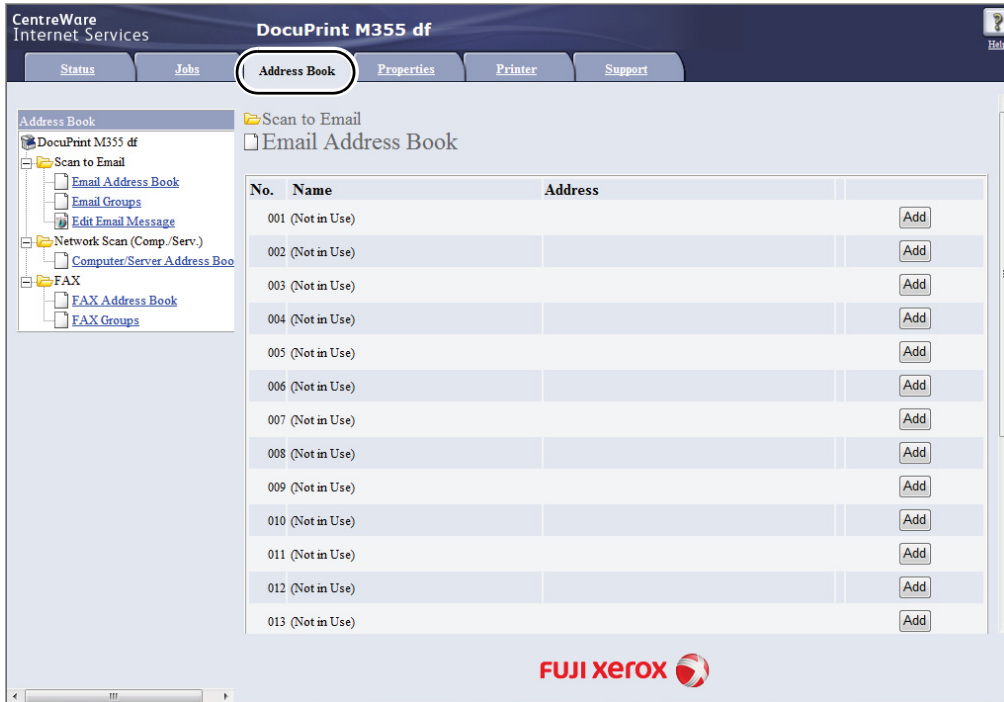 CentreWare
Internet Services
DocuPrint M355 df
Help
Status Jobs Address Book Properties Printer Support
Address Book
DocuPrint M355 df
Scan to Email
Email Address Book
Email Groups
Edit Email Message
Network Scan (Comp./Serv.)
Computer/Server Address Boo
FAX
FAX Address Book
FAX Groups
Scan to Email
Email Address Book
No. Name Address
001 (Not in Use) Add
002 (Not in Use) Add
003 (Not in Use) Add
004 (Not in Use) Add
005 (Not in Use) Add
006 (Not in Use) Add
007 (Not in Use) Add
008 (Not in Use) Add
009 (Not in Use) Add
010 (Not in Use) Add
011 (Not in Use) Add
012 (Not in Use) Add
013 (Not in Use) Add
FUJI xerox